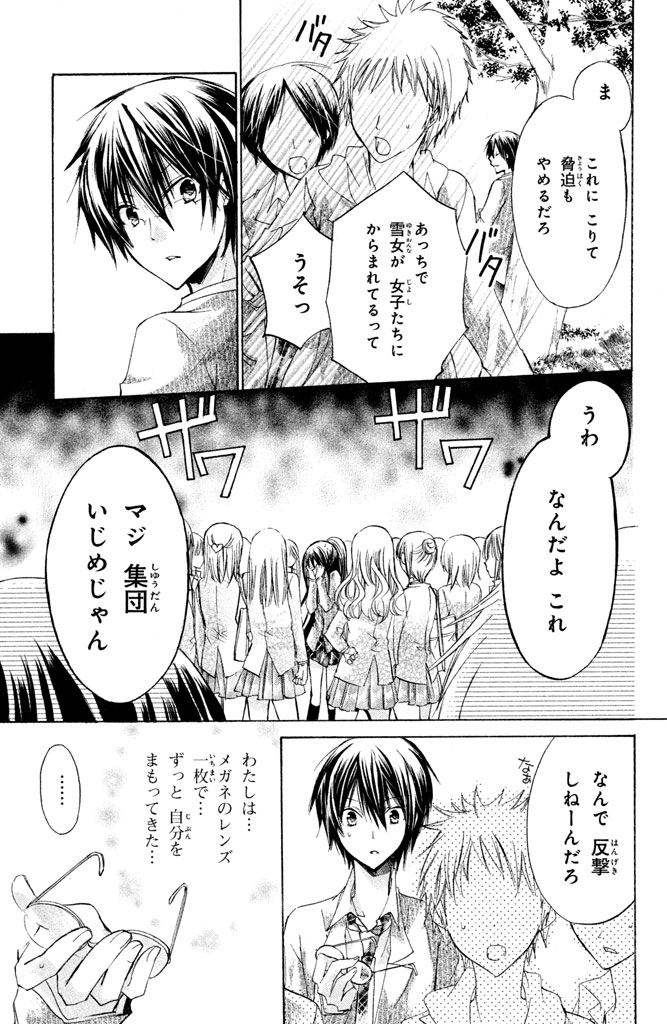 ま
これに こりて
脅迫も
やめるだろ
バタ
バタ
あっちで
雪女が 女子たちに
からまれてるって
うそっ
うわ
なんだよ これ
ザワ
ザワ
マジ 集団
いじめじゃん
なんで 反撃
しねーんだろ
なぁ
わたしは…
メガネのレンズ
一枚で…
ずっと 自分を
まもってきた…
……